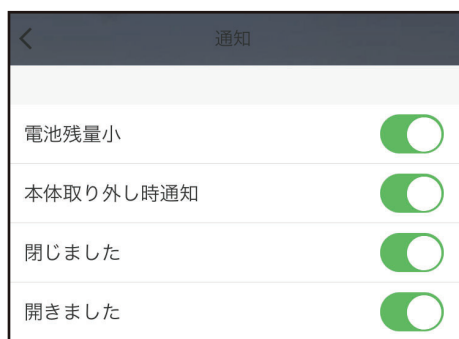 通知
電池残量小
本体取り外し時通知
閉じました
開きました